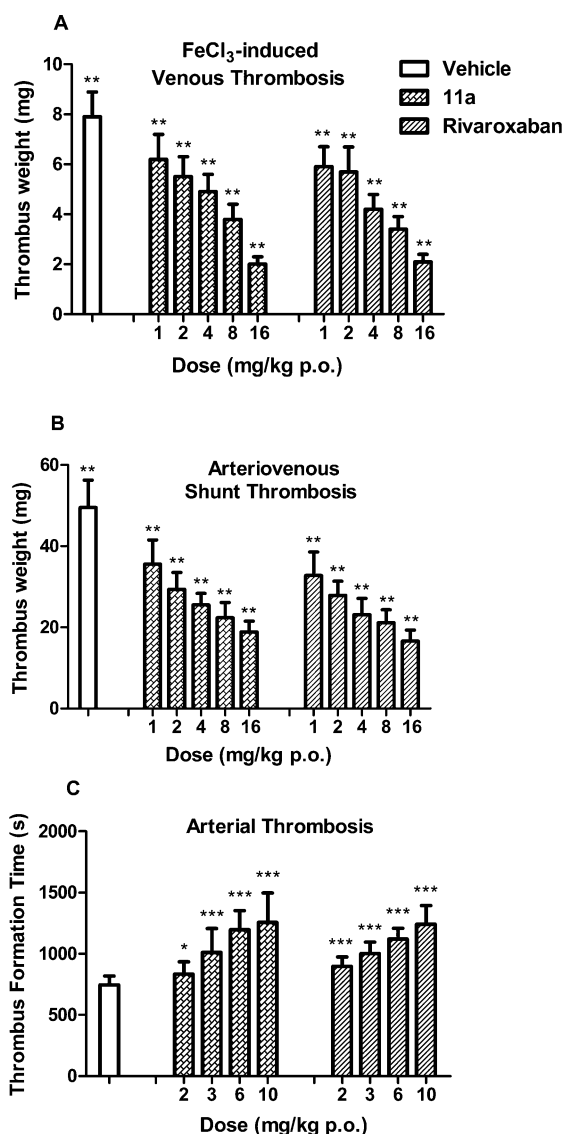 A
FeCl3-induced
Venous Thrombosis
Vehicle
11a
Rivaroxaban
Thrombus weight (mg)
10
8
6
4
2
0
**
**
**
**
**
**
**
**
**
**
**
1 2 4 8 16 1 2 4 8 16
Dose (mg/kg p.o.)
B
Arteriovenous
Shunt Thrombosis
Thrombus weight (mg)
60
40
20
0
**
**
**
**
**
**
**
**
**
**
**
1 2 4 8 16 1 2 4 8 16
Dose (mg/kg p.o.)
C
Arterial Thrombosis
Thrombus Formation Time (s)
2000
1500
1000
500
0
*
***
***
***
***
***
***
***
2 3 6 10 2 3 6 10
Dose (mg/kg p.o.)